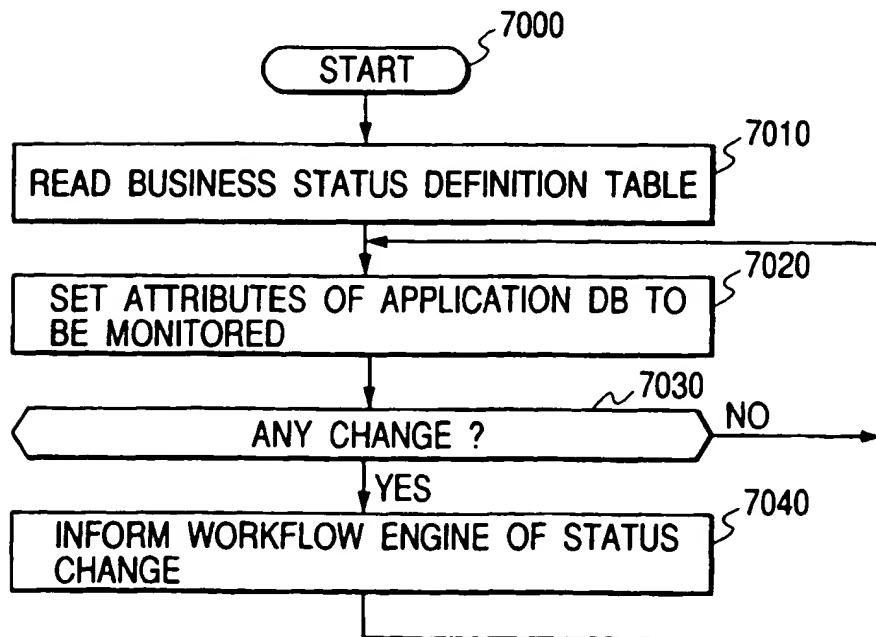 7000
START
7010
READ BUSINESS STATUS DEFINITION TABLE
7020
SET ATTRIBUTES OF APPLICATION DB TO
BE MONITORED
7030
ANY CHANGE ?
NO
YES
7040
INFORM WORKFLOW ENGINE OF STATUS
CHANGE